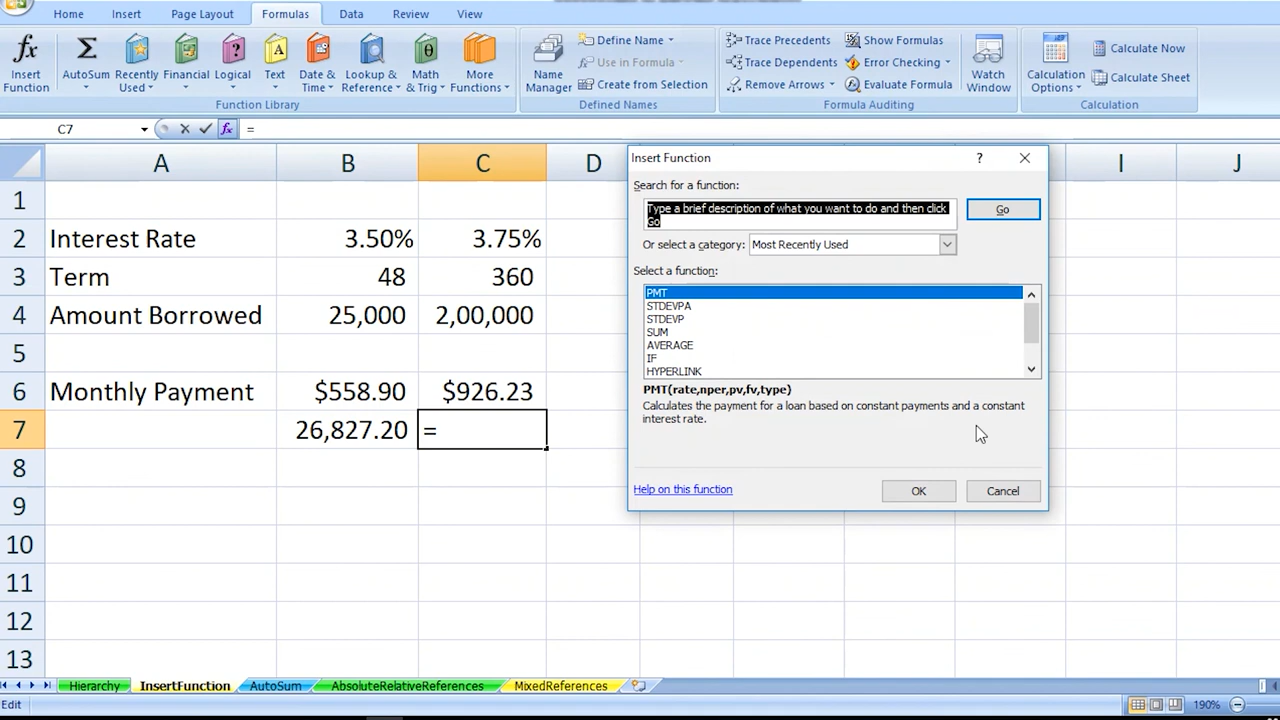 Home Insert Page Layout Formulas Data Review View
fx Insert Function
Σ AutoSum
Recently Used
Financial
Logical
Text
Date & Time
Lookup & Reference
Math & Trig
More Functions
Function Library
Name Manager
Define Name
Use in Formula
Create from Selection
Defined Names
Trace Precedents
Trace Dependents
Remove Arrows
Show Formulas
Error Checking
Evaluate Formula
Formula Auditing
Watch Window
Calculation Options
Calculate Now
Calculate Sheet
Calculation
C7 fx =
A B C D I J
1
2 Interest Rate 3.50% 3.75%
3 Term 48 360
4 Amount Borrowed 25,000 2,00,000
5
6 Monthly Payment $558.90 $926.23
7 26,827.20 =
8
9
10
11
12
13
Insert Function ?
Search for a function:
Type a brief description of what you want to do and then click
Go
Go
Or select a category: Most Recently Used
Select a function:
PMT
STDEVPA
STDEVP
SUM
AVERAGE
IF
HYPERLINK
PMT(rate,nper,pv,fv,type)
Calculates the payment for a loan based on constant payments and a constant
interest rate.
Help on this function
OK Cancel
Hierarchy InsertFunction AutoSum AbsoluteRelativeReferences MixedReferences
Edit 190%